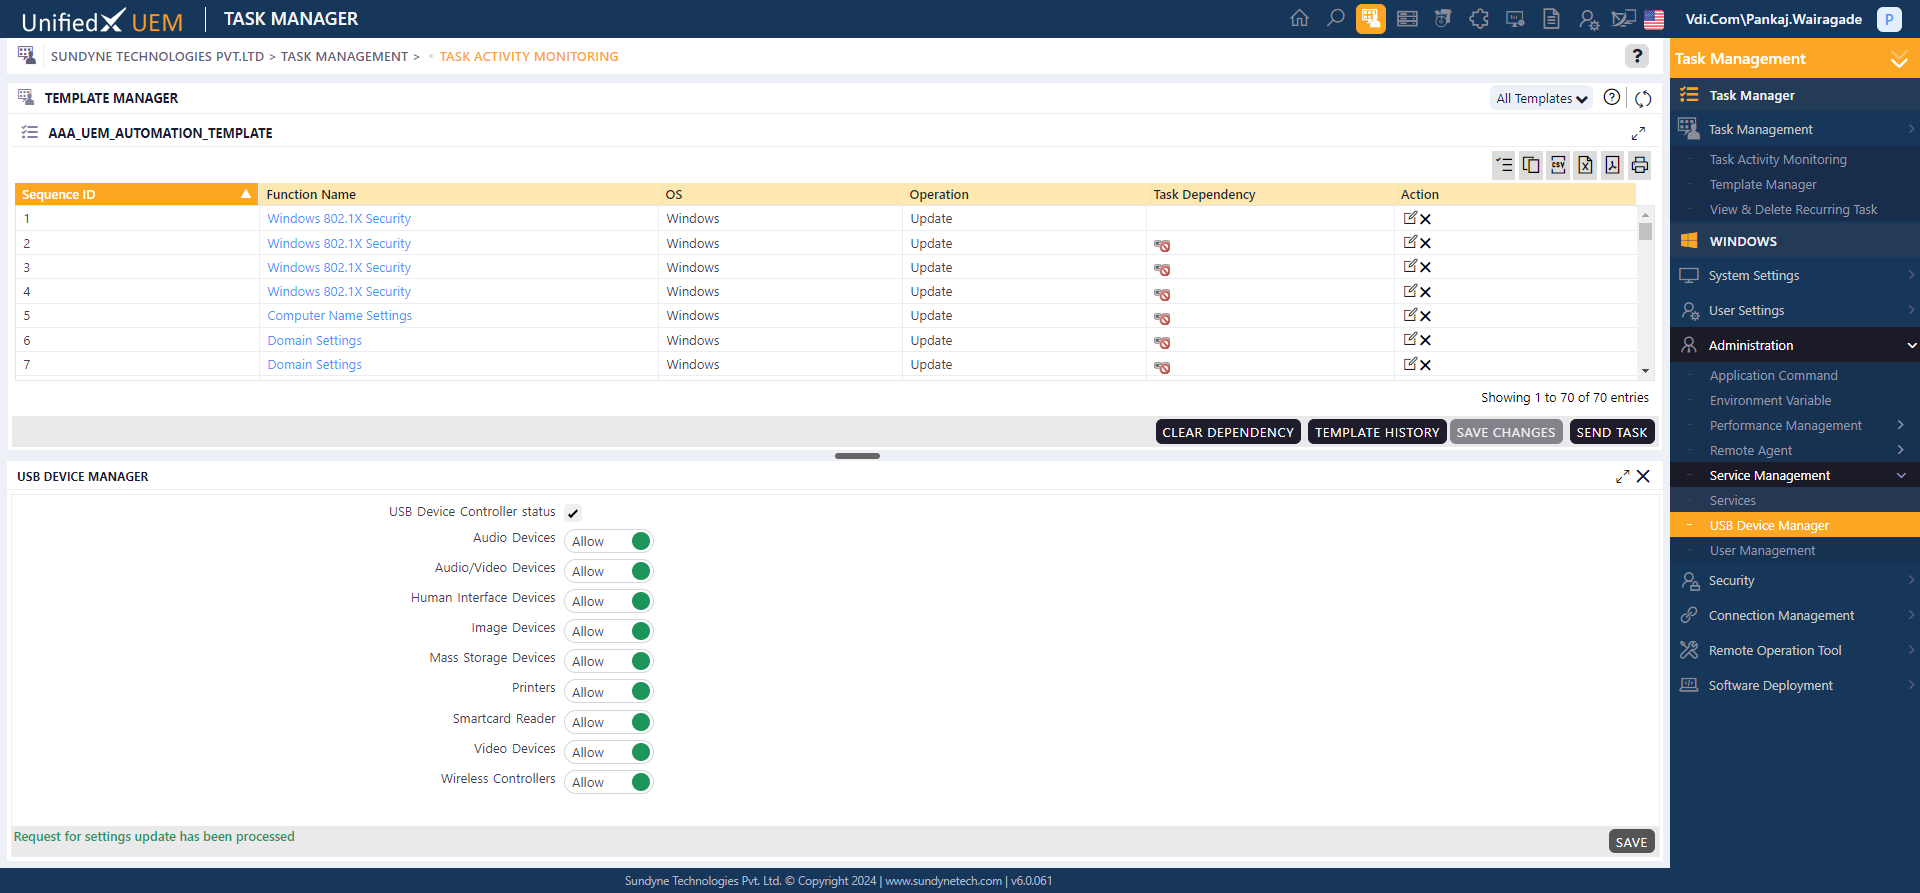 UnifiedX UEM
TASK MANAGER
Vdi.Com\Pankaj.Wairagade
P
SUNDYNE TECHNOLOGIES PVT.LTD > TASK MANAGEMENT > • TASK ACTIVITY MONITORING
?
TEMPLATE MANAGER
All Templates
?
AAA_UEM_AUTOMATION_TEMPLATE
CSV
Sequence ID Function Name OS Operation Task Dependency Action
1 Windows 802.1X Security Windows Update
2 Windows 802.1X Security Windows Update
3 Windows 802.1X Security Windows Update
4 Windows 802.1X Security Windows Update
5 Computer Name Settings Windows Update
6 Domain Settings Windows Update
7 Domain Settings Windows Update
Showing 1 to 70 of 70 entries
CLEAR DEPENDENCY TEMPLATE HISTORY SAVE CHANGES SEND TASK
USB DEVICE MANAGER
USB Device Controller status
Audio Devices Allow
Audio/Video Devices Allow
Human Interface Devices Allow
Image Devices Allow
Mass Storage Devices Allow
Printers Allow
Smartcard Reader Allow
Video Devices Allow
Wireless Controllers Allow
Request for settings update has been processed
SAVE
Task Management
Task Manager
Task Management
Task Activity Monitoring
Template Manager
View & Delete Recurring Task
WINDOWS
System Settings
User Settings
Administration
Application Command
Environment Variable
Performance Management
Remote Agent
Service Management
Services
USB Device Manager
User Management
Security
Connection Management
Remote Operation Tool
Software Deployment
Sundyne Technologies Pvt. Ltd. © Copyright 2024 | www.sundynetech.com | v6.0.061